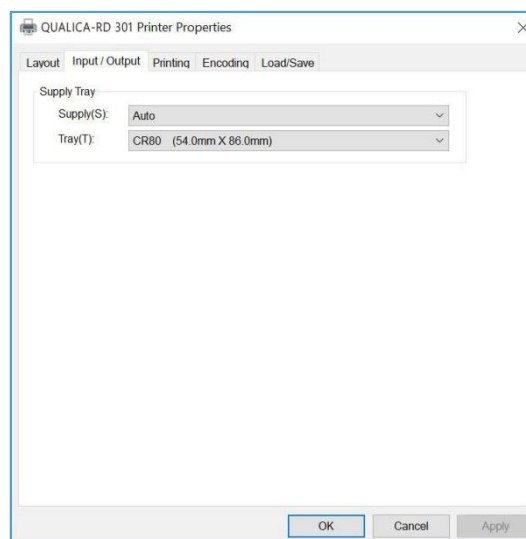 QUALICA-RD 301 Printer Properties
Layout Input / Output Printing Encoding Load/Save
Supply Tray
Supply(S): Auto
Tray(T): CR80 (54.0mm X 86.0mm)
OK Cancel Apply